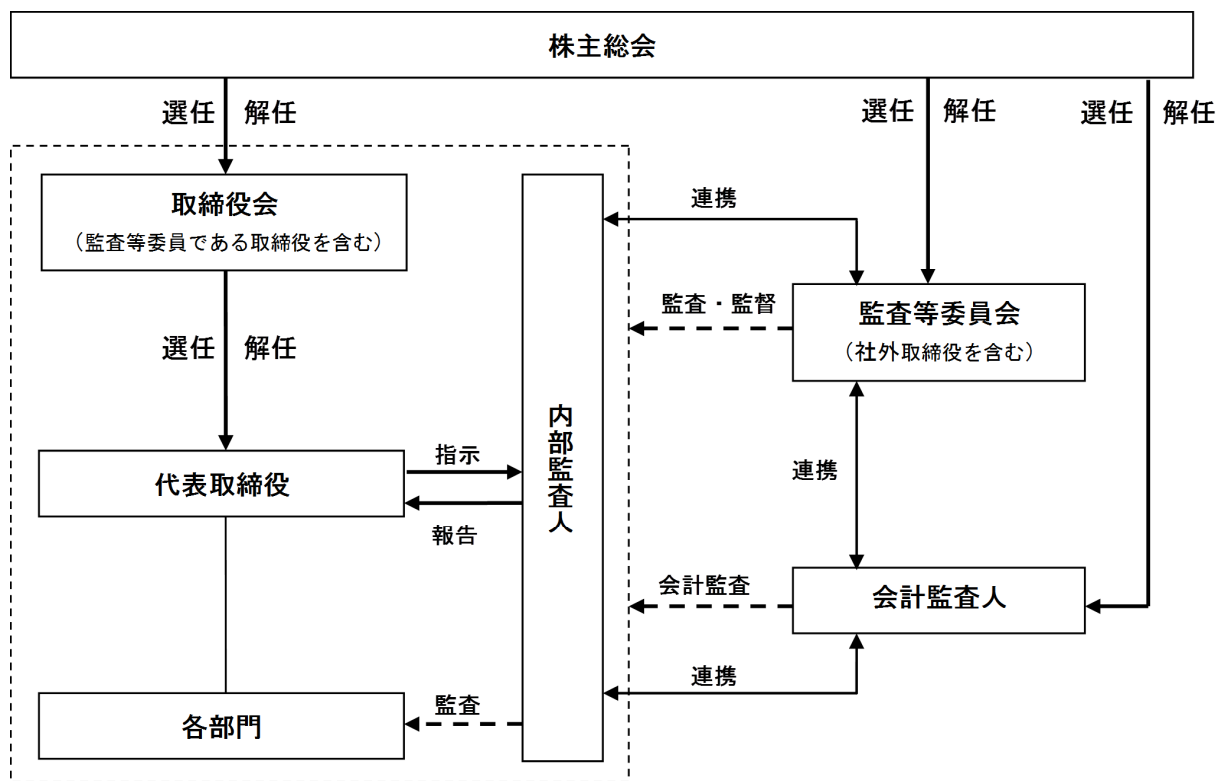 株主総会
選任 解任
選任 解任
選任 解任
取締役会
（監査等委員である取締役を含む）
連携
監査・監督
監査等委員会
（社外取締役を含む）
選任 解任
内部監査人
指示
代表取締役
報告
連携
会計監査
会計監査人
連携
監査
各部門